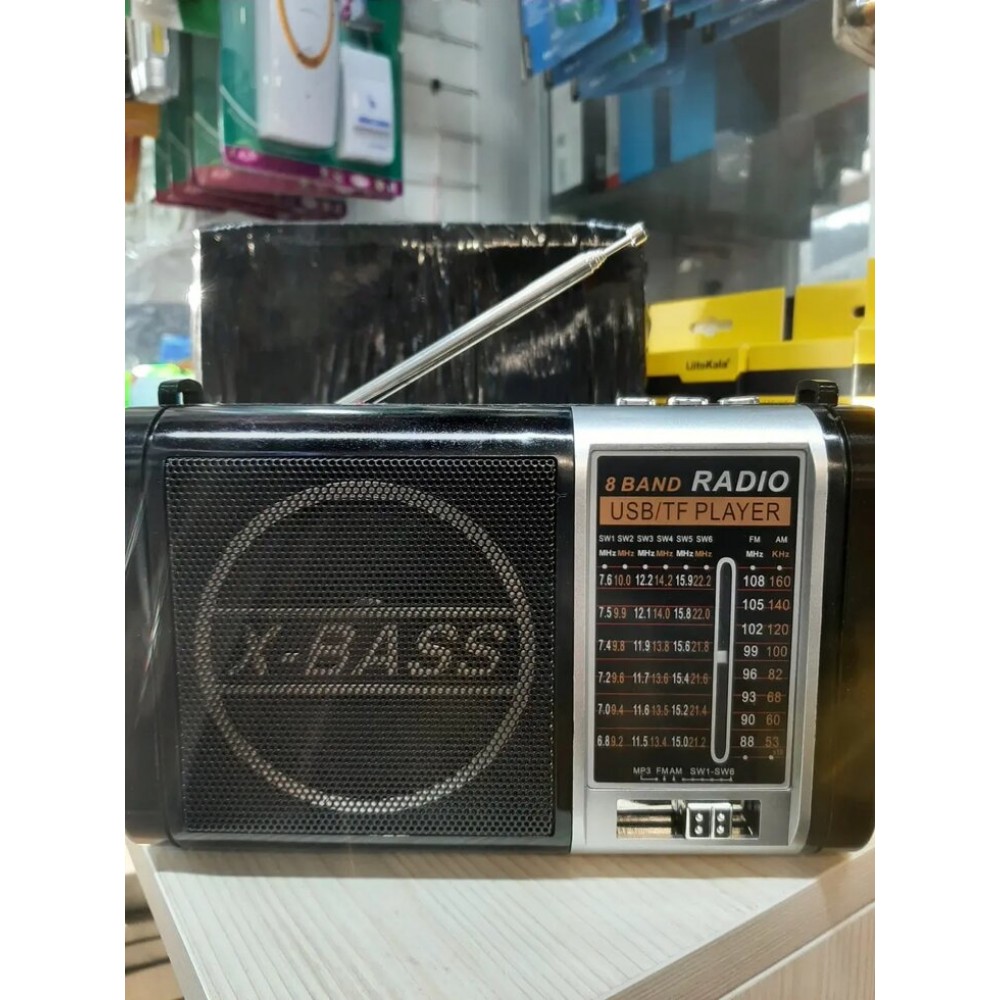 LiitoKala
8 BAND RADIO
USB/TF PLAYER
SW1 SW2 SW3 SW4 SW5 SW6 FM AM
MHz MHz MHz MHz MHz MHz MHz KHz
7.6 10.0 12.2 14.2 15.9 22.2 108 160
7.5 9.9 12.1 14.0 15.8 22.0 105 140
102 120
7.4 9.8 11.9 13.8 15.6 21.8 99 100
7.2 9.6 11.7 13.6 15.4 21.6 96 82
93 68
7.0 9.4 11.6 13.5 15.2 21.4 90 60
6.8 9.2 11.5 13.4 15.0 21.2 88 53
x10
MP3 FM AM SW1-SW6
X-BASS